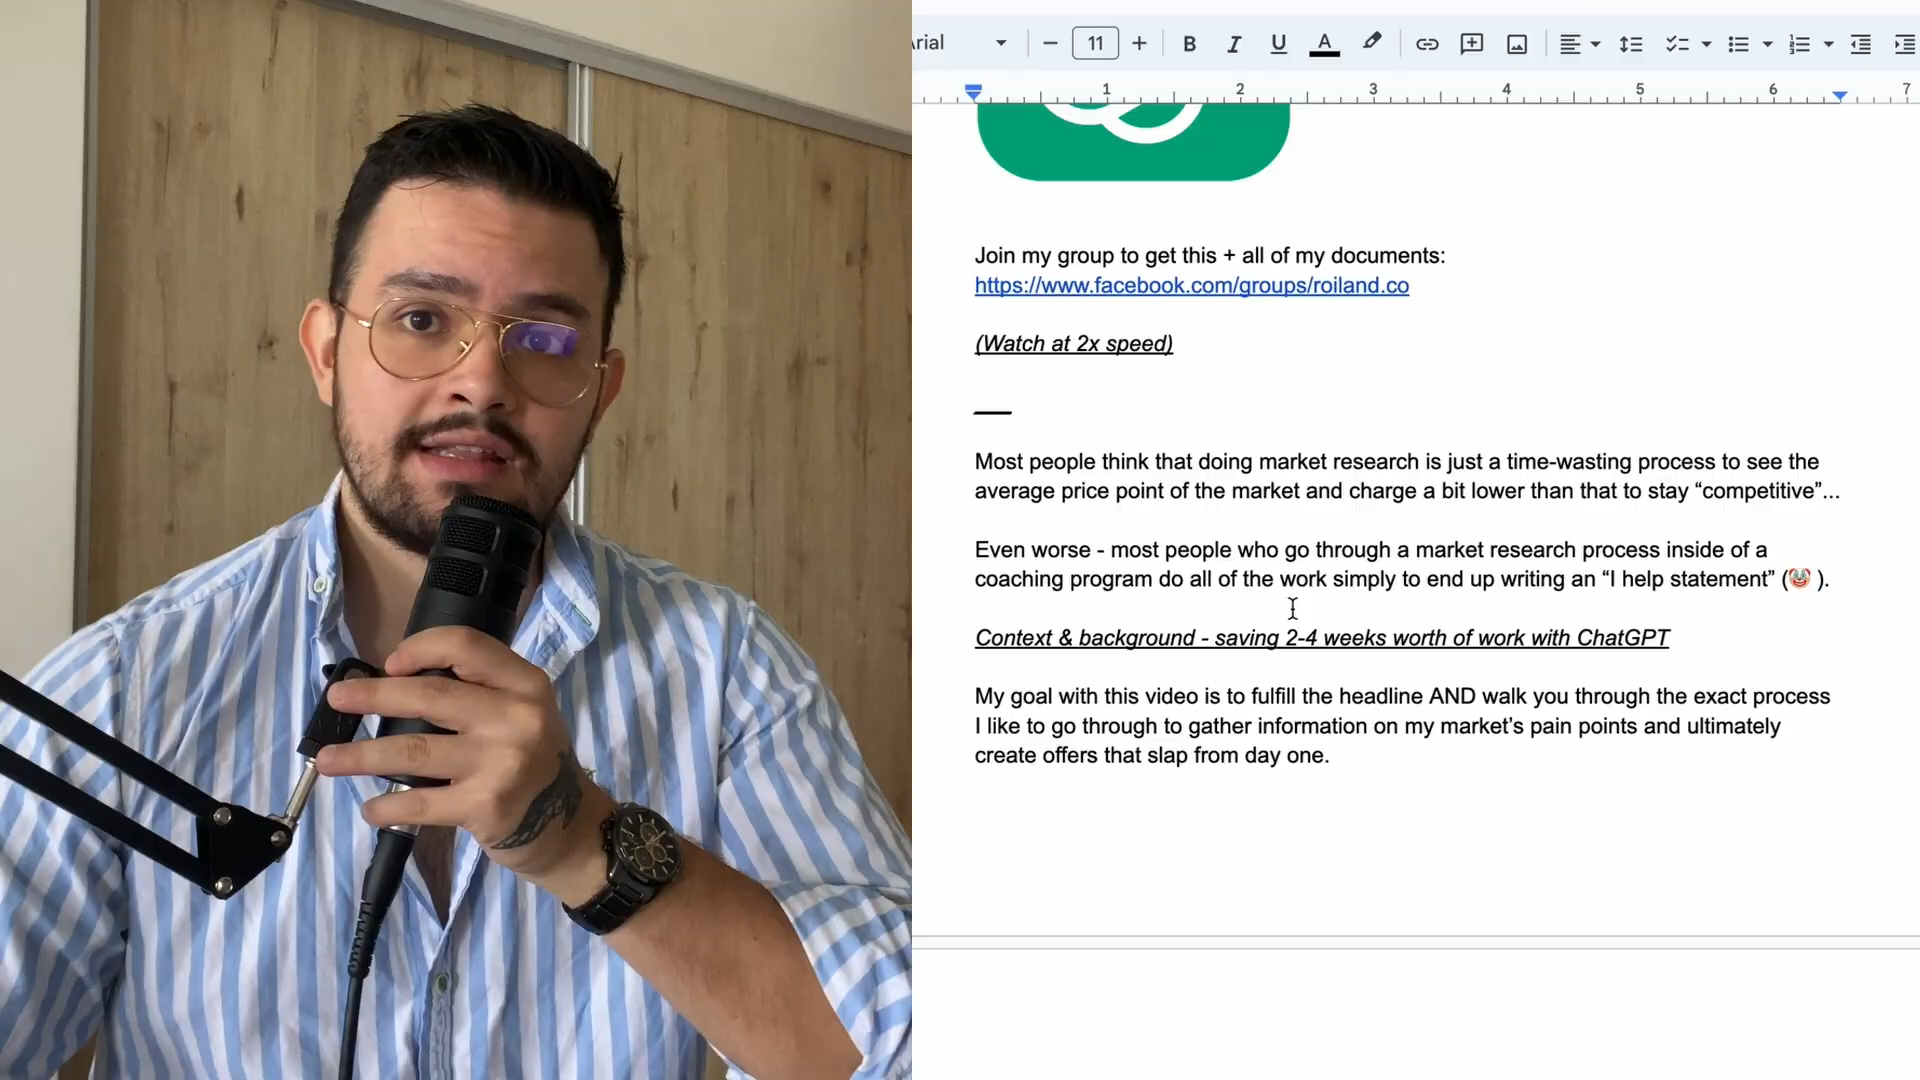 Arial
11
B I U A
1 2 3 4 5 6 7
Join my group to get this + all of my documents:
https://www.facebook.com/groups/roiland.co
(Watch at 2x speed)
Most people think that doing market research is just a time-wasting process to see the
average price point of the market and charge a bit lower than that to stay “competitive”...
Even worse - most people who go through a market research process inside of a
coaching program do all of the work simply to end up writing an “I help statement” (🤡 ).
Context & background - saving 2-4 weeks worth of work with ChatGPT
My goal with this video is to fulfill the headline AND walk you through the exact process
I like to go through to gather information on my market’s pain points and ultimately
create offers that slap from day one.